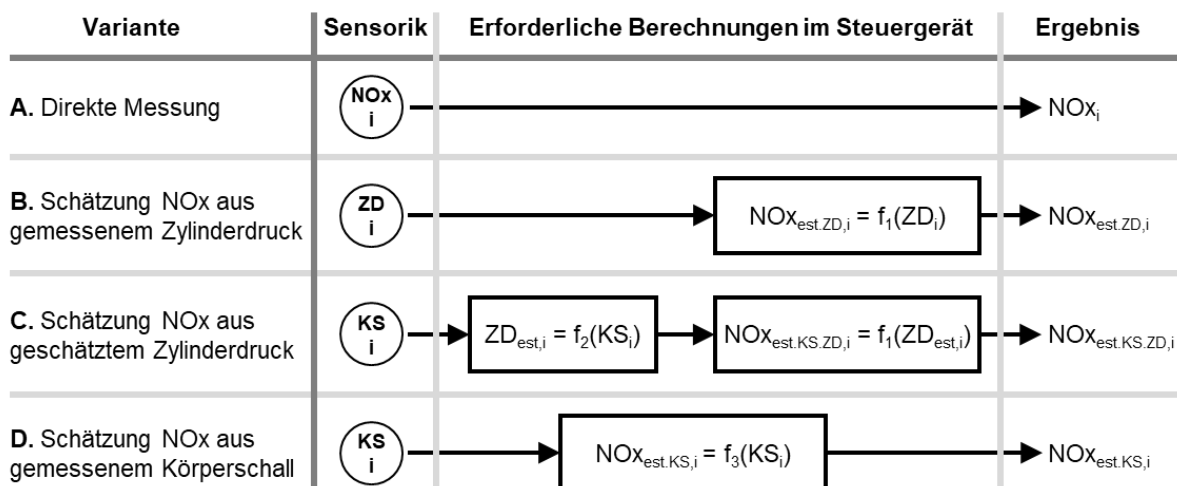 Variante Sensorik Erforderliche Berechnungen im Steuergerät Ergebnis
A. Direkte Messung NOx i NOxi
B. Schätzung NOx aus gemessenem Zylinderdruck ZD i NOxest.ZD,i = f1(ZDi) NOxest.ZD,i
C. Schätzung NOx aus geschätztem Zylinderdruck KS i ZDest,i = f2(KSi) NOxest.KS.ZD,i = f1(ZDest,i) NOxest.KS.ZD,i
D. Schätzung NOx aus gemessenem Körperschall KS i NOxest.KS,i = f3(KSi) NOxest.KS,i